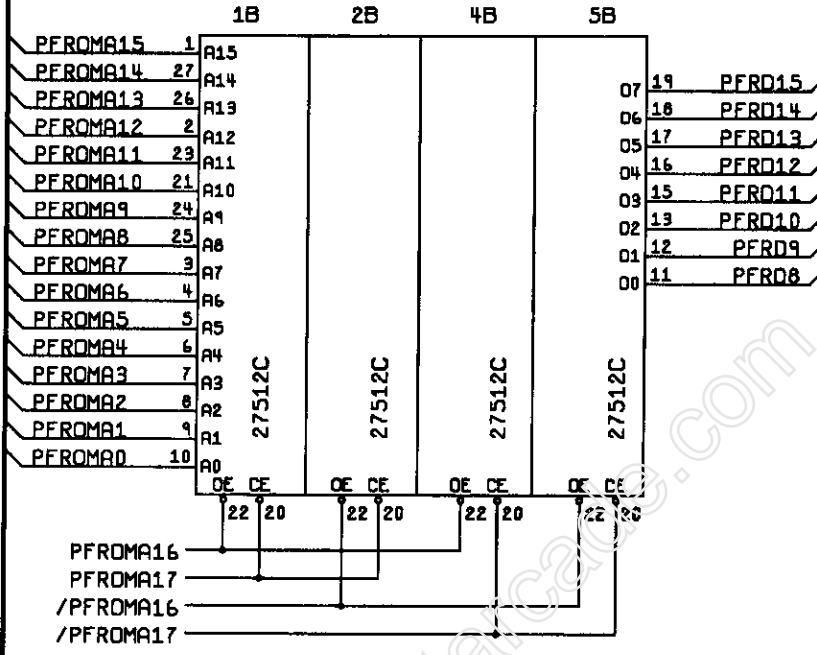 1B 2B 4B 5B
PFROMA15 1 A15
PFROMA14 27 A14
PFROMA13 26 A13
PFROMA12 2 A12
PFROMA11 23 A11
PFROMA10 21 A10
PFROMA9 24 A9
PFROMA8 25 A8
PFROMA7 3 A7
PFROMA6 4 A6
PFROMA5 5 A5
PFROMA4 6 A4
PFROMA3 7 A3
PFROMA2 8 A2
PFROMA1 9 A1
PFROMA0 10 A0
O7 19 PFRD15
O6 18 PFRD14
O5 17 PFRD13
O4 16 PFRD12
O3 15 PFRD11
O2 13 PFRD10
O1 12 PFRD9
O0 11 PFRD8
27512C 27512C 27512C 27512C
OE CE OE CE OE CE OE CE
22 20 22 20 22 20 22 20
PFROMA16
PFROMA17
/PFROMA16
/PFROMA17